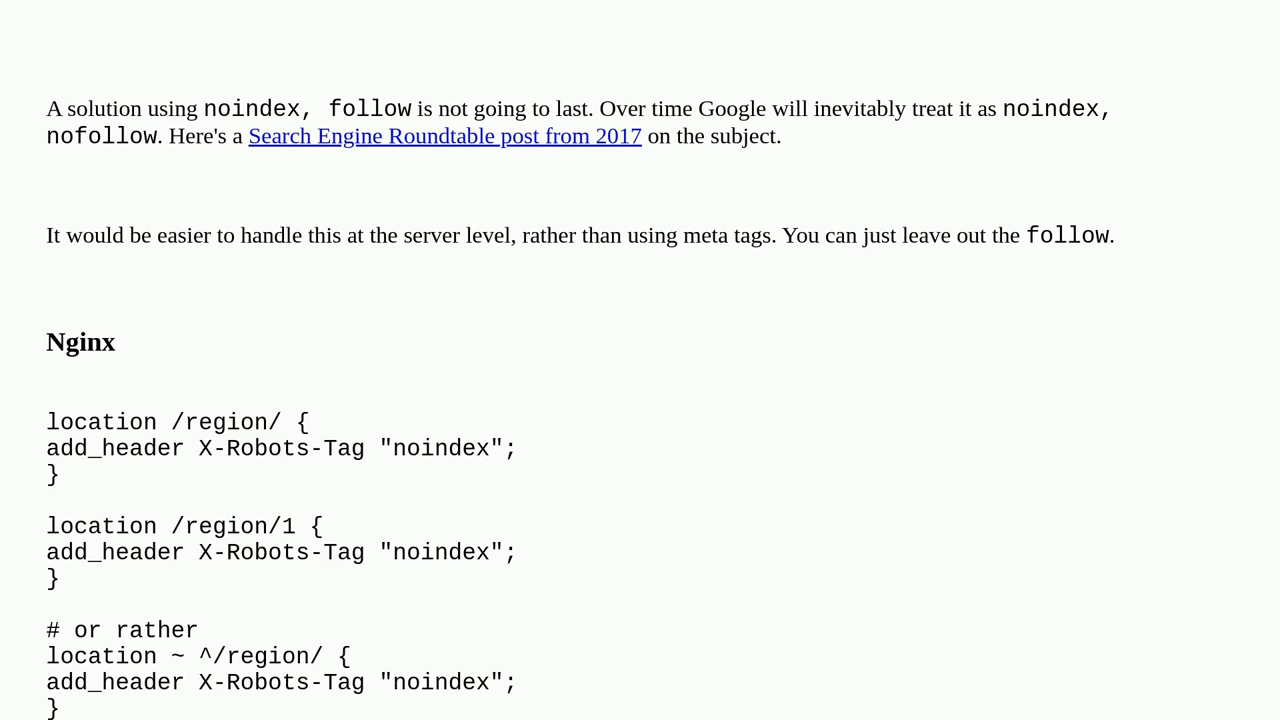 A solution using noindex, follow is not going to last. Over time Google will inevitably treat it as noindex,
nofollow. Here's a Search Engine Roundtable post from 2017 on the subject.
It would be easier to handle this at the server level, rather than using meta tags. You can just leave out the follow.
Nginx
location /region/ {
add_header X-Robots-Tag "noindex";
}
location /region/1 {
add_header X-Robots-Tag "noindex";
}
# or rather
location ~ ^/region/ {
add_header X-Robots-Tag "noindex";
}